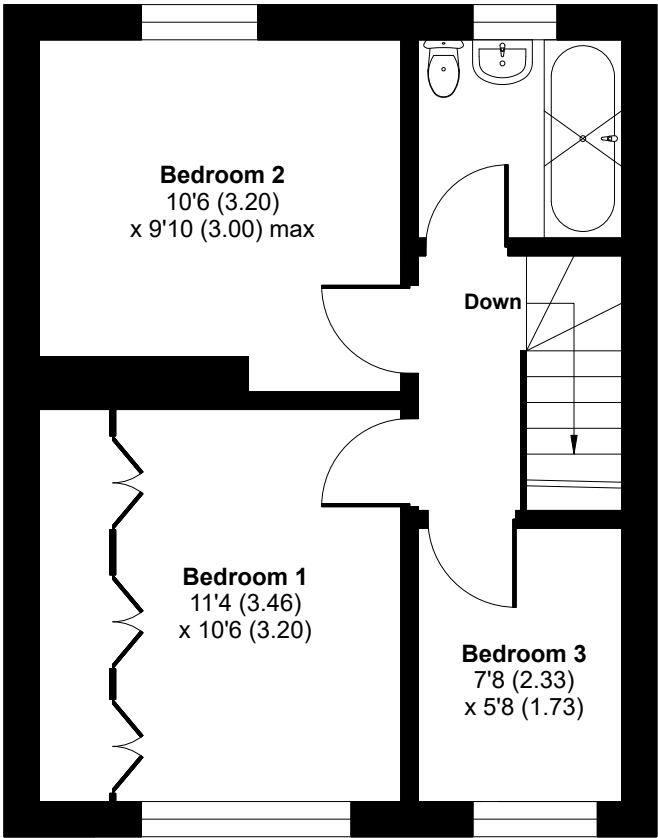 Bedroom 2
10'6 (3.20)
x 9'10 (3.00) max
Down
Bedroom 1
11'4 (3.46)
x 10'6 (3.20)
Bedroom 3
7'8 (2.33)
x 5'8 (1.73)